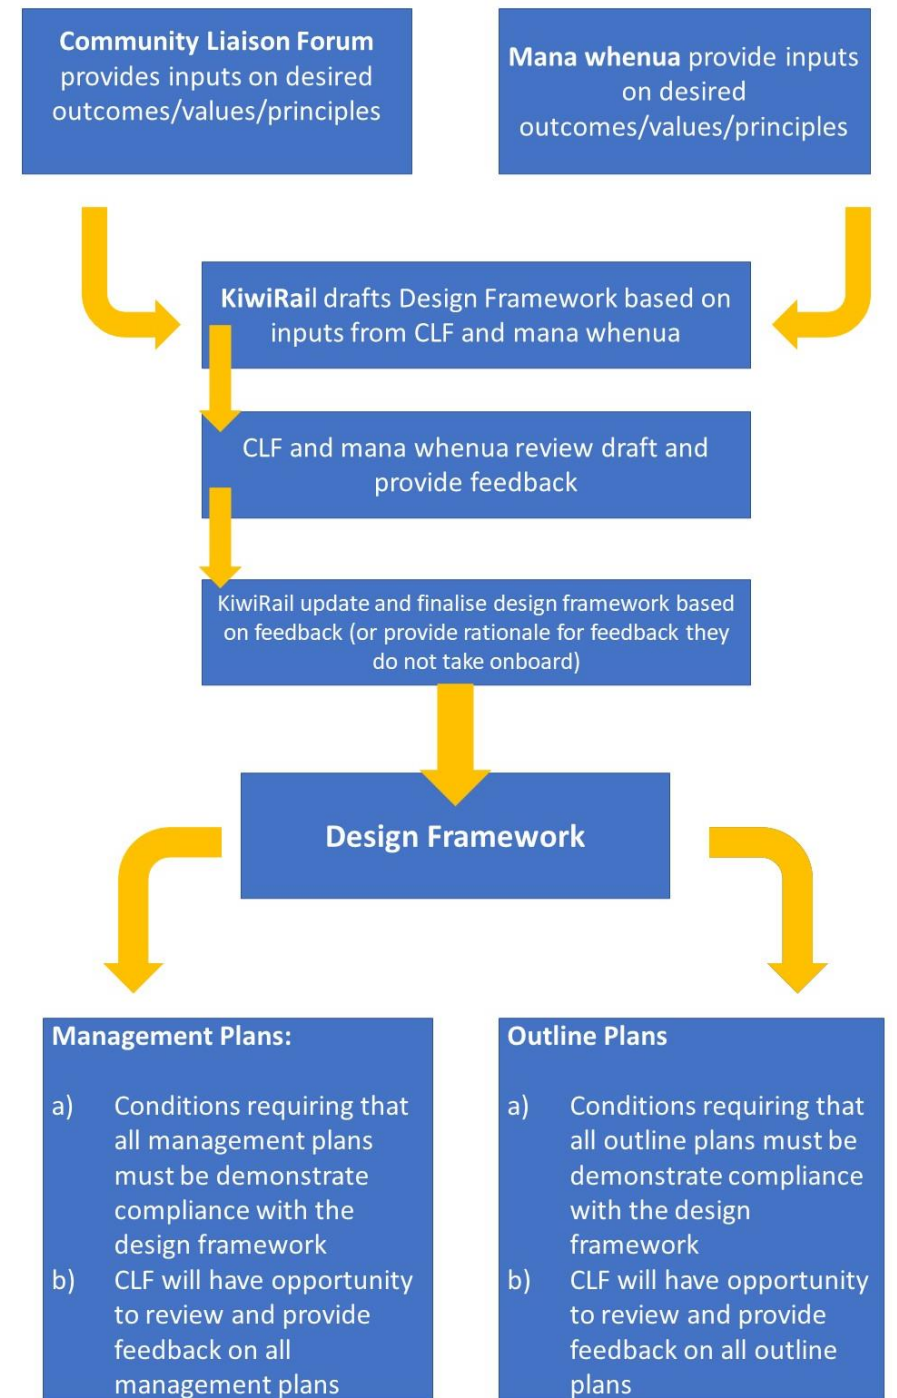 Community Liaison Forum
provides inputs on desired
outcomes/values/principles
Mana whenua provide inputs
on desired
outcomes/values/principles
KiwiRail drafts Design Framework based on
inputs from CLF and mana whenua
CLF and mana whenua review draft and
provide feedback
KiwiRail update and finalise design framework based
on feedback (or provide rationale for feedback they
do not take onboard)
Design Framework
Management Plans:
a) Conditions requiring that
all management plans
must be demonstrate
compliance with the
design framework
b) CLF will have opportunity
to review and provide
feedback on all
management plans
Outline Plans
a) Conditions requiring that
all outline plans must be
demonstrate compliance
with the design
framework
b) CLF will have opportunity
to review and provide
feedback on all outline
plans